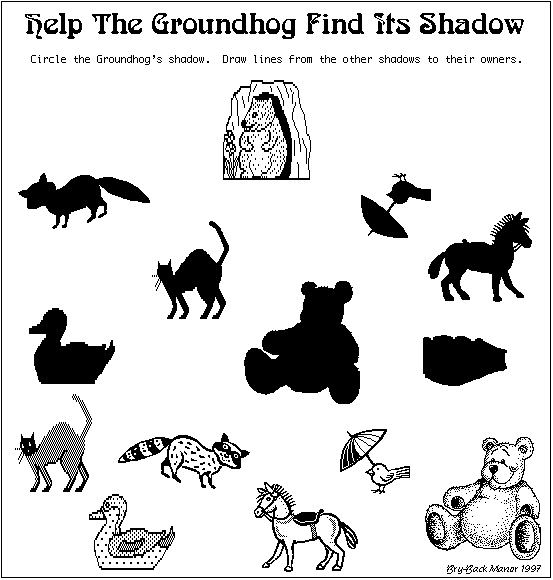 Help The Groundhog Find Its Shadow
Circle the Groundhog's shadow.  Draw lines from the other shadows to their owners.
Bry-Back Manor 1997